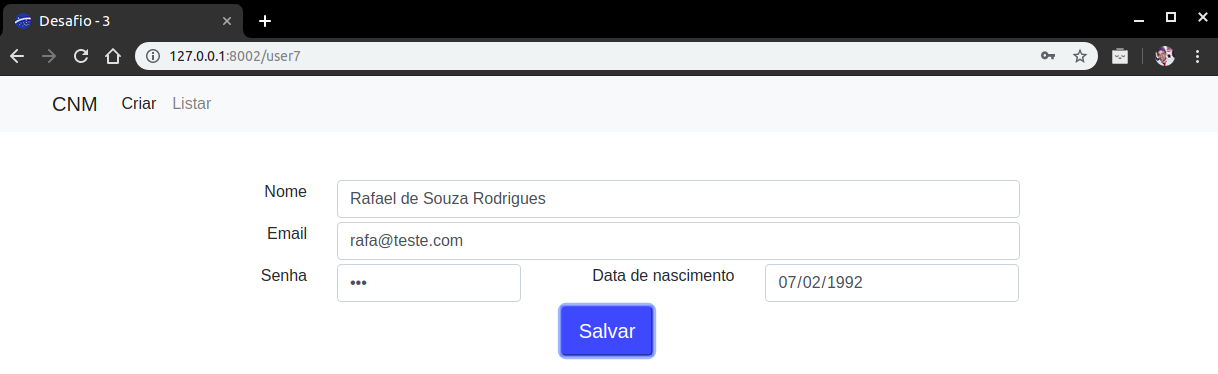 Desafio - 3
127.0.0.1:8002/user7
CNM Criar Listar
Nome Rafael de Souza Rodrigues
Email rafa@teste.com
Senha ••• Data de nascimento 07/02/1992
Salvar